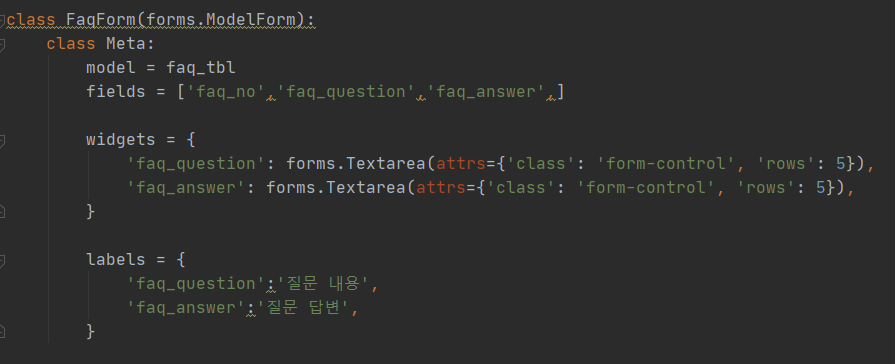 class FaqForm(forms.ModelForm):
class Meta:
model = faq_tbl
fields = ['faq_no','faq_question','faq_answer',]
widgets = {
'faq_question': forms.Textarea(attrs={'class': 'form-control', 'rows': 5}),
'faq_answer': forms.Textarea(attrs={'class': 'form-control', 'rows': 5}),
}
labels = {
'faq_question':'질문 내용',
'faq_answer':'질문 답변',
}